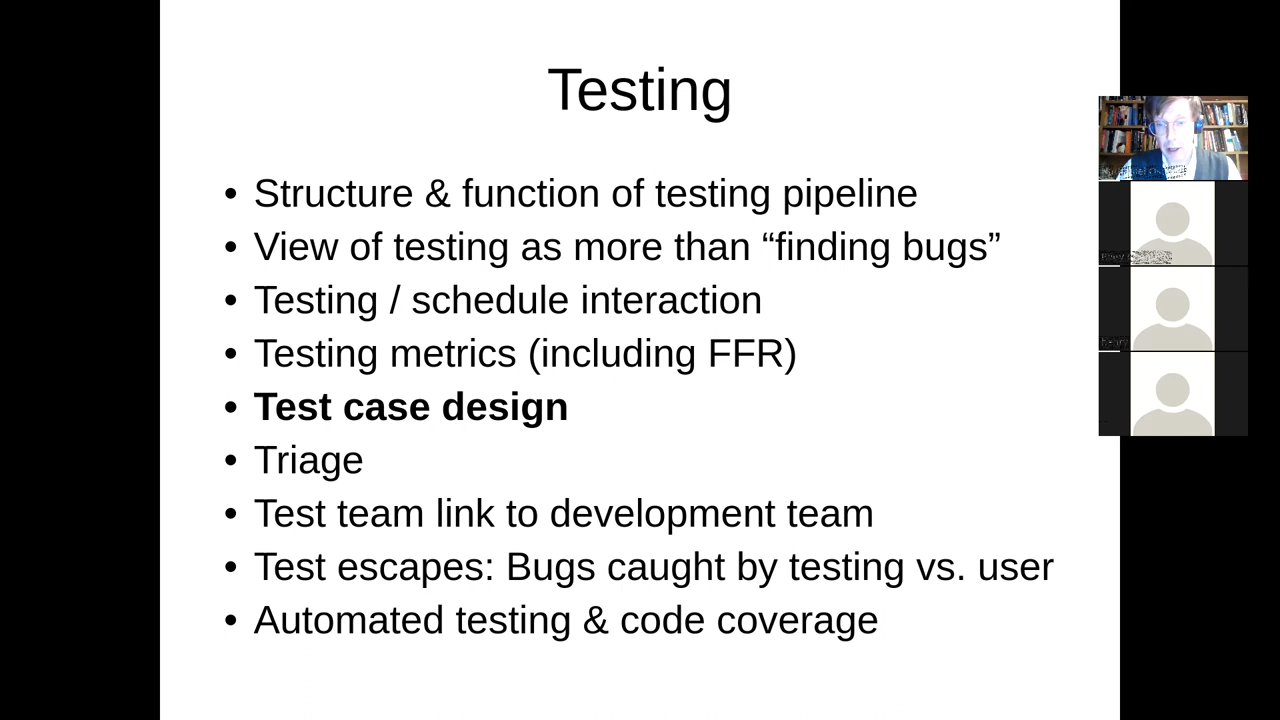 Testing
• Structure & function of testing pipeline
• View of testing as more than “finding bugs”
• Testing / schedule interaction
• Testing metrics (including FFR)
• Test case design
• Triage
• Test team link to development team
• Test escapes: Bugs caught by testing vs. user
• Automated testing & code coverage